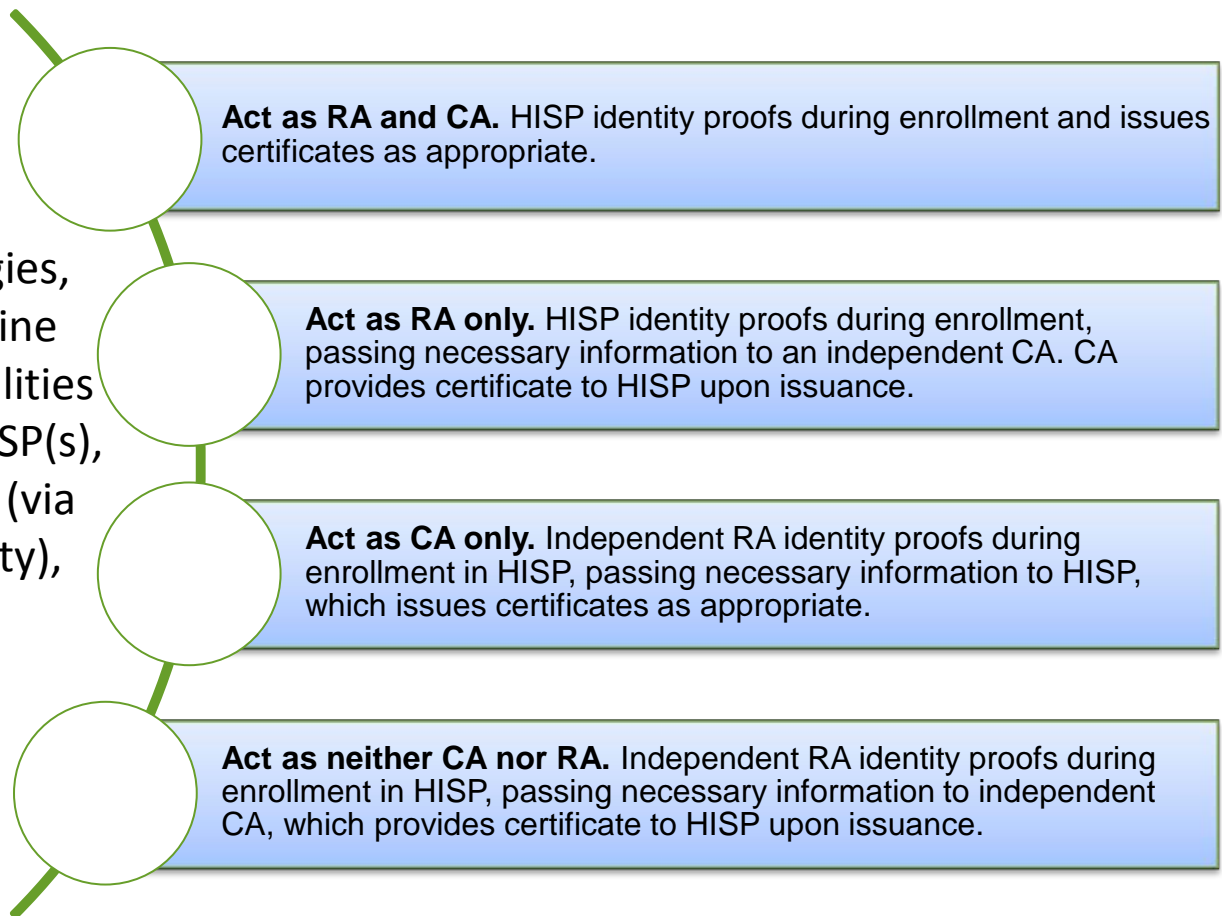 Act as RA and CA. HISP identity proofs during enrollment and issues
certificates as appropriate.
gies,
ine
lities
SP(s),
(via
ty),
Act as RA only. HISP identity proofs during enrollment,
passing necessary information to an independent CA. CA
provides certificate to HISP upon issuance.
Act as CA only. Independent RA identity proofs during
enrollment in HISP, passing necessary information to HISP,
which issues certificates as appropriate.
Act as neither CA nor RA. Independent RA identity proofs during
enrollment in HISP, passing necessary information to independent
CA, which provides certificate to HISP upon issuance.